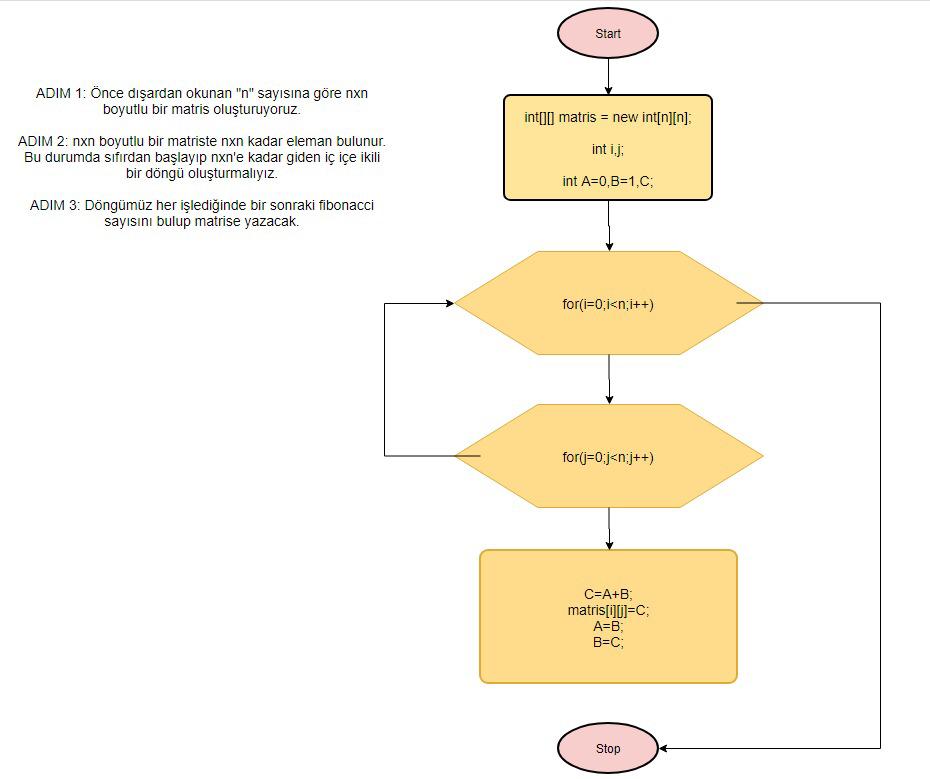 Start
ADIM 1: Önce dışardan okunan "n" sayısına göre nxn
boyutlu bir matris oluşturuyoruz.
ADIM 2: nxn boyutlu bir matriste nxn kadar eleman bulunur.
Bu durumda sıfırdan başlayıp nxn'e kadar giden iç içe ikili
bir döngü oluşturmalıyız.
ADIM 3: Döngümüz her işlediğinde bir sonraki fibonacci
sayısını bulup matrise yazacak.
int[][] matris = new int[n][n];
int i,j;
int A=0,B=1,C;
for(i=0;i<n;i++)
for(j=0;j<n;j++)
C=A+B;
matris[i][j]=C;
A=B;
B=C;
Stop